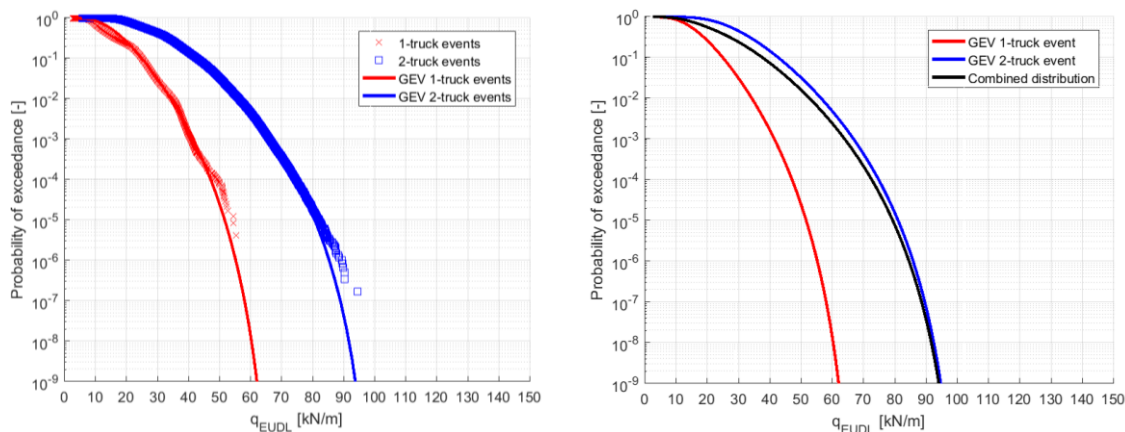 10^0
10^-1
10^-2
10^-3
10^-4
10^-5
10^-6
10^-7
10^-8
10^-9
Probability of exceedance [-]
1-truck events
2-truck events
GEV 1-truck events
GEV 2-truck events
0 10 20 30 40 50 60 70 80 90 100 110 120 130 140 150
q_EUDL [kN/m]
10^0
10^-1
10^-2
10^-3
10^-4
10^-5
10^-6
10^-7
10^-8
10^-9
Probability of exceedance [-]
GEV 1-truck event
GEV 2-truck event
Combined distribution
0 10 20 30 40 50 60 70 80 90 100 110 120 130 140 150
q_EUDL [kN/m]